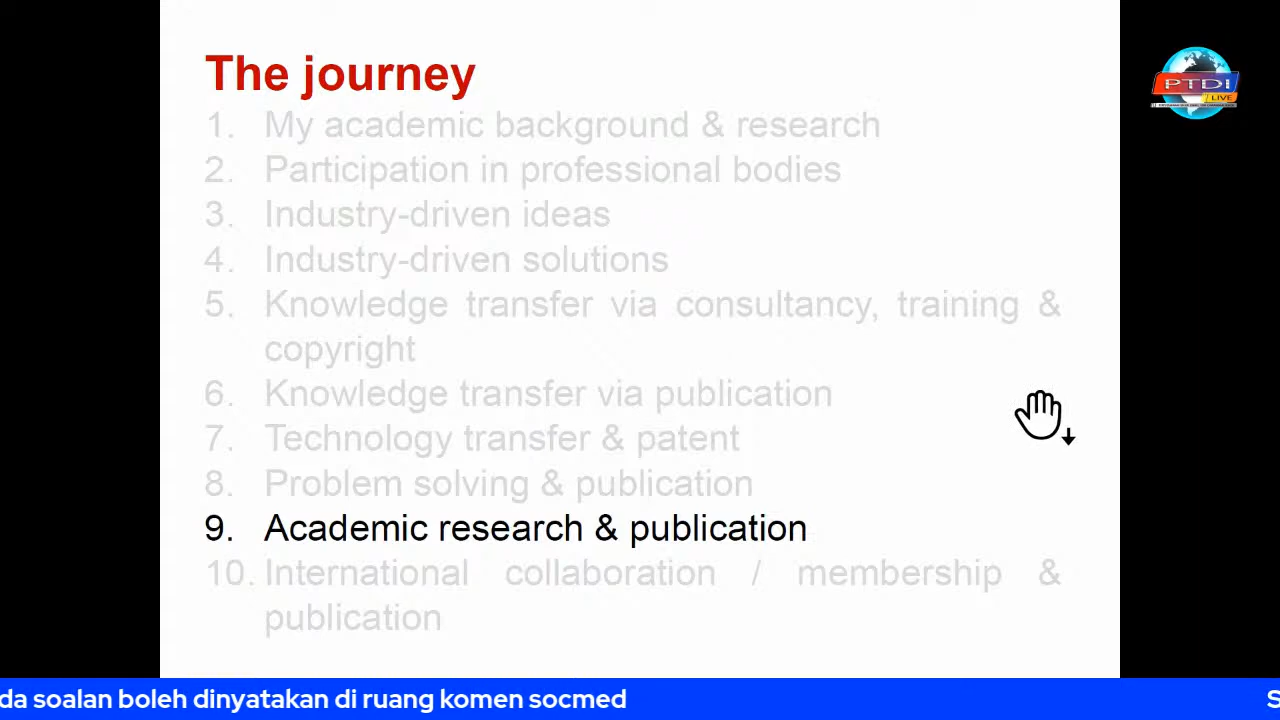 The journey
1. My academic background & research
2. Participation in professional bodies
3. Industry-driven ideas
4. Industry-driven solutions
5. Knowledge transfer via consultancy, training &
copyright
6. Knowledge transfer via publication
7. Technology transfer & patent
8. Problem solving & publication
9. Academic research & publication
10. International collaboration / membership &
publication
PTDI
LIVE
da soalan boleh dinyatakan di ruang komen socmed
S